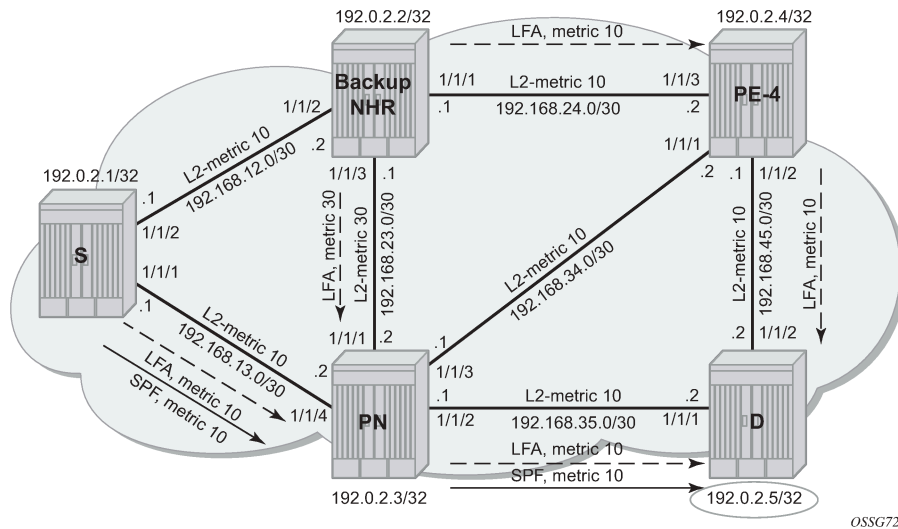 192.0.2.2/32
LFA, metric 10
192.0.2.4/32
Backup
NHR
1/1/1
L2-metric 10
1/1/3
PE-4
1/1/2
.1
192.168.24.0/30
.2
.2
1/1/3
.1
1/1/1
.2
.1
1/1/2
192.0.2.1/32
L2-metric 10
192.168.12.0/30
.1
1/1/2
S
1/1/1
.1
LFA, metric 30
L2-metric 30
192.168.23.0/30
L2-metric 10
192.168.34.0/30
L2-metric 10
192.168.45.0/30
LFA, metric 10
L2-metric 10
192.168.13.0/30
LFA, metric 10
SPF, metric 10
1/1/1
.2
.1
.2
1/1/2
.2
1/1/3
1/1/4
PN
.1
L2-metric 10
.2
1/1/2
192.168.35.0/30
1/1/1
D
LFA, metric 10
SPF, metric 10
192.0.2.3/32
192.0.2.5/32
OSSG72